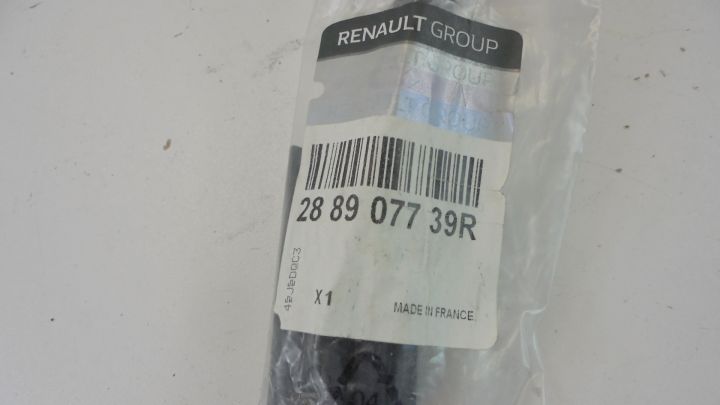 RENAULT GROUP
28 89 077 39R
X1
MADE IN FRANCE